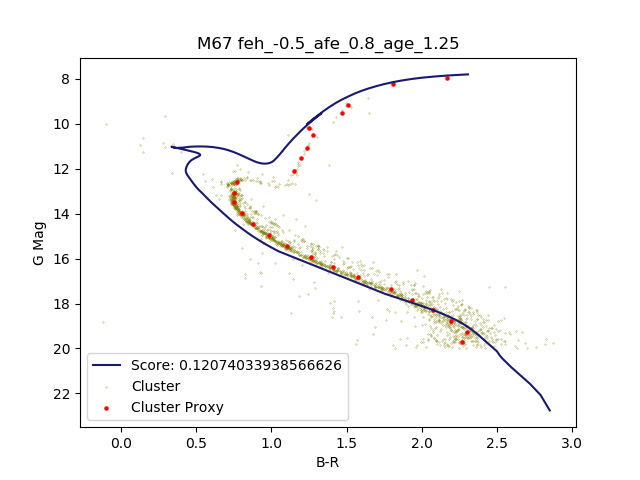 M67 feh_-0.5_afe_0.8_age_1.25
8
10
12
14
16
18
20
22
G Mag
Score: 0.12074033938566626
Cluster
Cluster Proxy
0.0 0.5 1.0 1.5 2.0 2.5 3.0
B-R